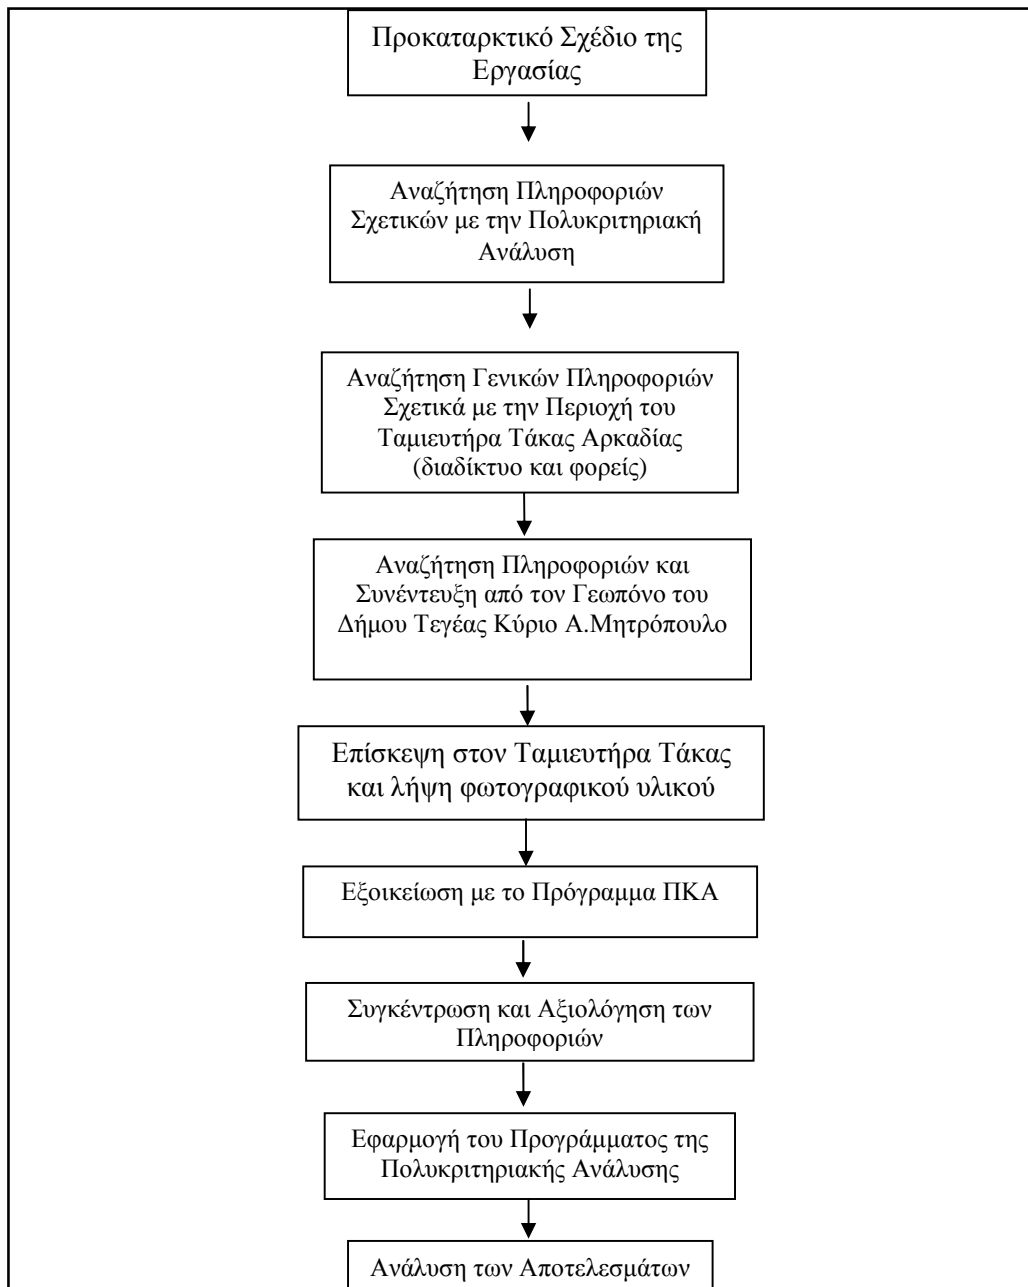 Προκαταρκτικό Σχέδιο της
Εργασίας
Αναζήτηση Πληροφοριών
Σχετικών με την Πολυκριτηριακή
Ανάλυση
Αναζήτηση Γενικών Πληροφοριών
Σχετικά με την Περιοχή του
Ταμιευτήρα Τάκας Αρκαδίας
(διαδίκτυο και φορείς)
Αναζήτηση Πληροφοριών και
Συνέντευξη από τον Γεωπόνο του
Δήμου Τεγέας Κύριο Α.Μητρόπουλο
Επίσκεψη στον Ταμιευτήρα Τάκας
και λήψη φωτογραφικού υλικού
Εξοικείωση με το Πρόγραμμα ΠΚΑ
Συγκέντρωση και Αξιολόγηση των
Πληροφοριών
Εφαρμογή του Προγράμματος της
Πολυκριτηριακής Ανάλυσης
Ανάλυση των Αποτελεσμάτων